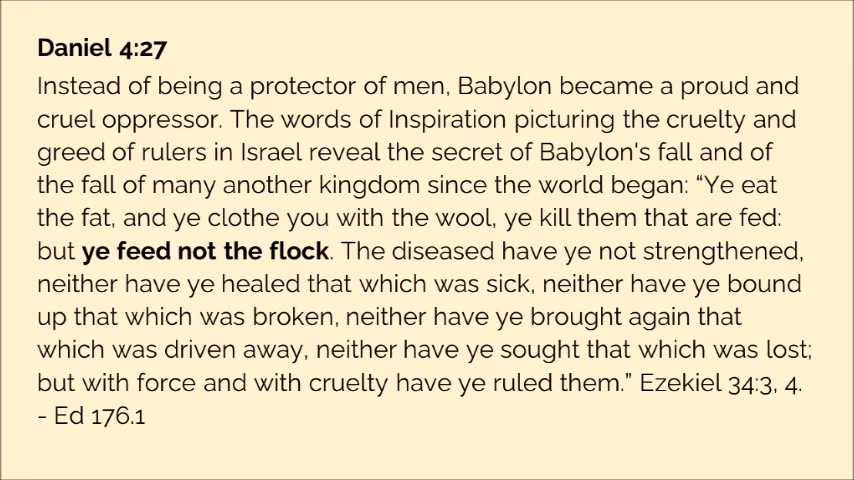 Daniel 4:27
Instead of being a protector of men, Babylon became a proud and
cruel oppressor. The words of Inspiration picturing the cruelty and
greed of rulers in Israel reveal the secret of Babylon's fall and of
the fall of many another kingdom since the world began: “Ye eat
the fat, and ye clothe you with the wool, ye kill them that are fed:
but ye feed not the flock. The diseased have ye not strengthened,
neither have ye healed that which was sick, neither have ye bound
up that which was broken, neither have ye brought again that
which was driven away, neither have ye sought that which was lost;
but with force and with cruelty have ye ruled them.” Ezekiel 34:3, 4.
- Ed 176.1